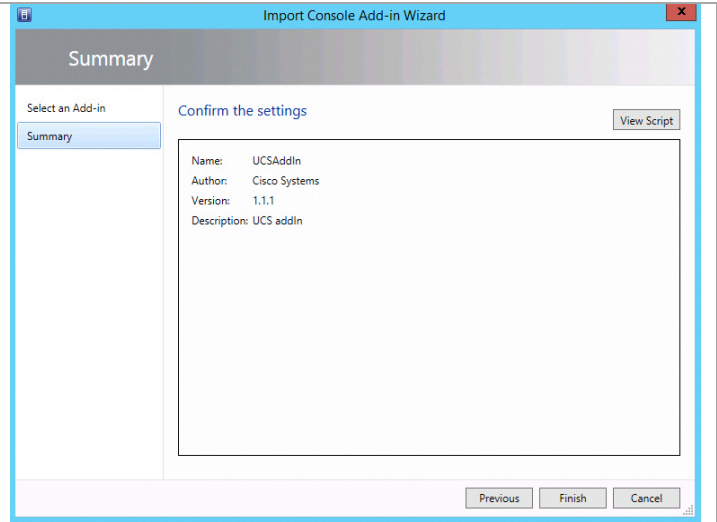 Import Console Add-in Wizard
x
Summary
Select an Add-in
Summary
Confirm the settings
View Script
Name: UCSAddIn
Author: Cisco Systems
Version: 1.1.1
Description: UCS addIn
Previous Finish Cancel